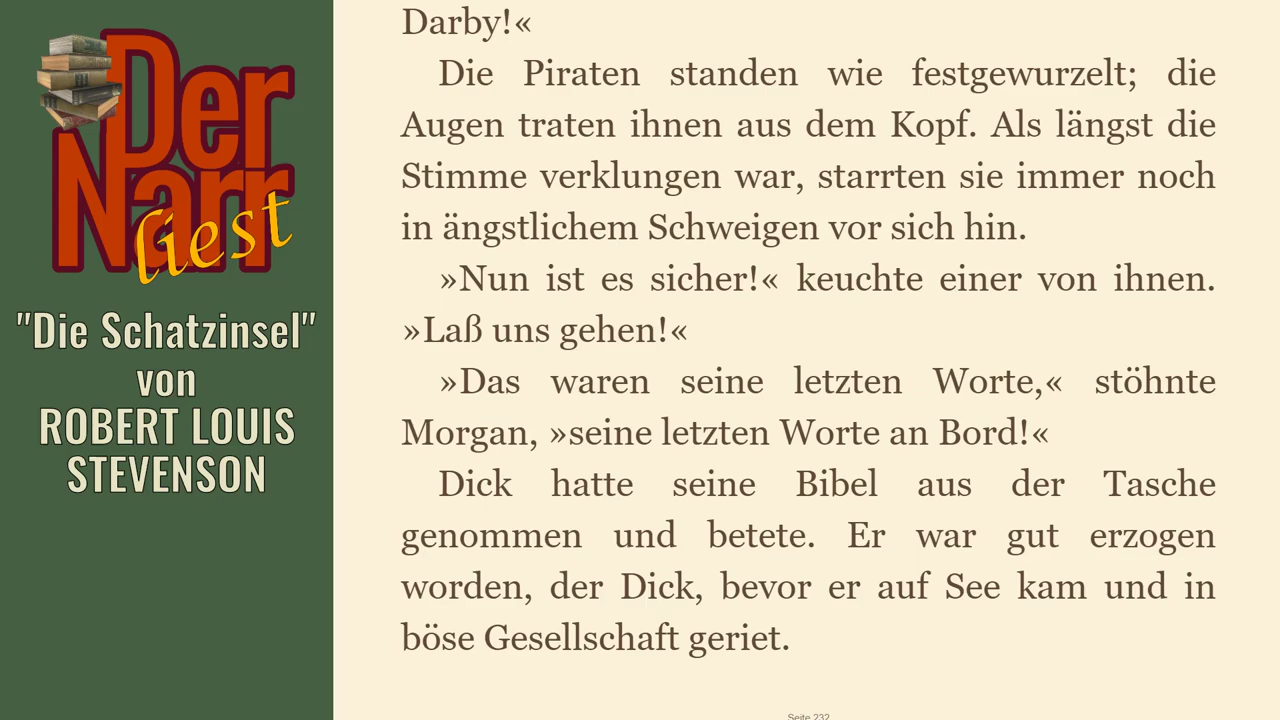 Der
Narr
liest
"Die Schatzinsel"
von
ROBERT LOUIS
STEVENSON
Darby!«
Die Piraten standen wie festgewurzelt; die
Augen traten ihnen aus dem Kopf. Als längst die
Stimme verklungen war, starrten sie immer noch
in ängstlichem Schweigen vor sich hin.
»Nun ist es sicher!« keuchte einer von ihnen.
»Laß uns gehen!«
»Das waren seine letzten Worte,« stöhnte
Morgan, »seine letzten Worte an Bord!«
Dick hatte seine Bibel aus der Tasche
genommen und betete. Er war gut erzogen
worden, der Dick, bevor er auf See kam und in
böse Gesellschaft geriet.
Seite 232